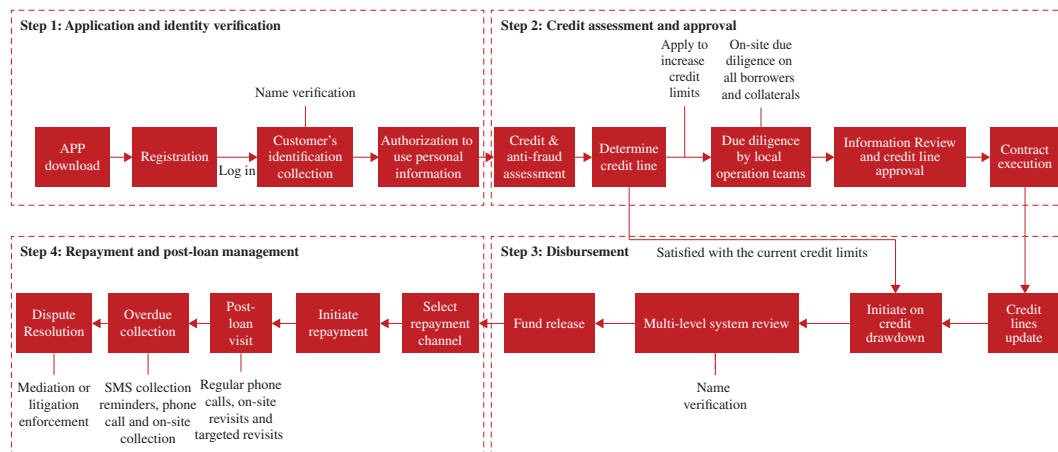 Step 1: Application and identity verification
Name verification
APP
download
Registration
Log in
Customer's
identification
collection
Authorization to
use personal
information
Step 2: Credit assessment and approval
Apply to
increase
credit
limits
On-site due
diligence on
all borrowers
and collaterals
Credit &
anti-fraud
assessment
Determine
credit line
Due diligence
by local
operation teams
Information Review
and credit line
approval
Contract
execution
Step 3: Disbursement
Satisfied with the current credit limits
Credit
lines
update
Initiate on
credit
drawdown
Multi-level system review
Name
verification
Fund release
Step 4: Repayment and post-loan management
Select
repayment
channel
Initiate
repayment
Post-
loan
visit
Regular phone
calls, on-site
revisits and
targeted revisits
Overdue
collection
SMS collection
reminders, phone
call and on-site
collection
Dispute
Resolution
Mediation or
litigation
enforcement